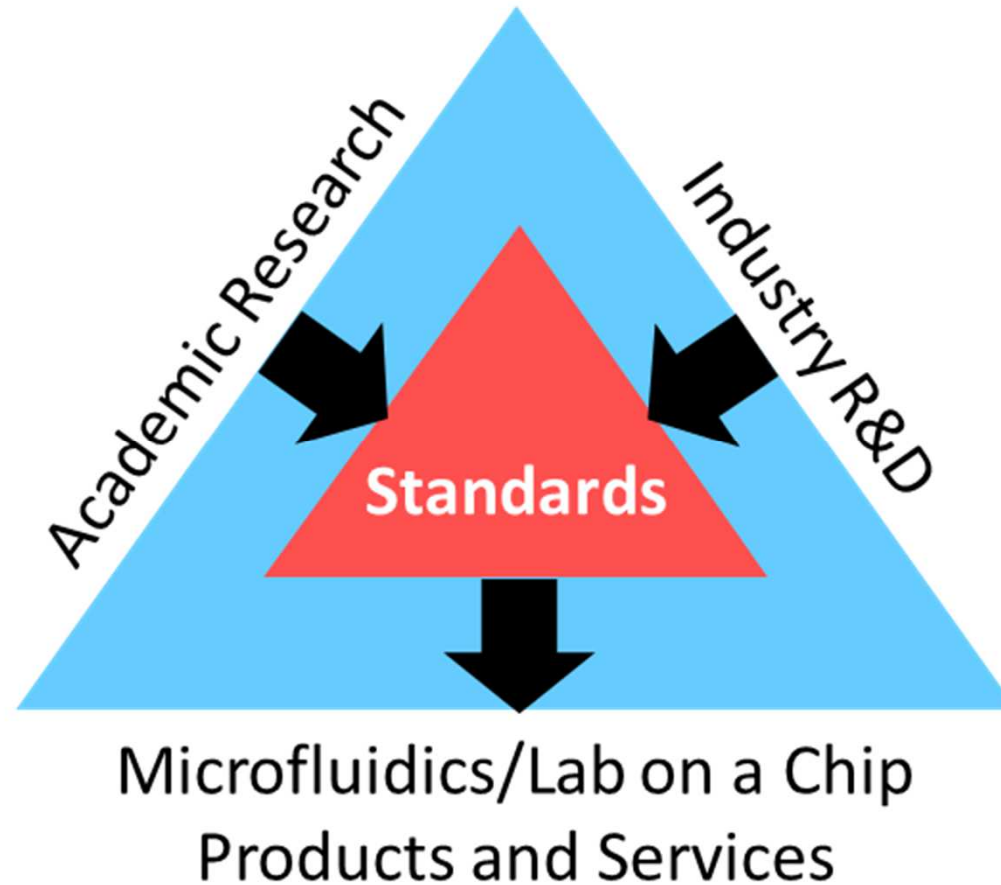 Academic Research
Industry R&D
Standards
Microfluidics/Lab on a Chip
Products and Services